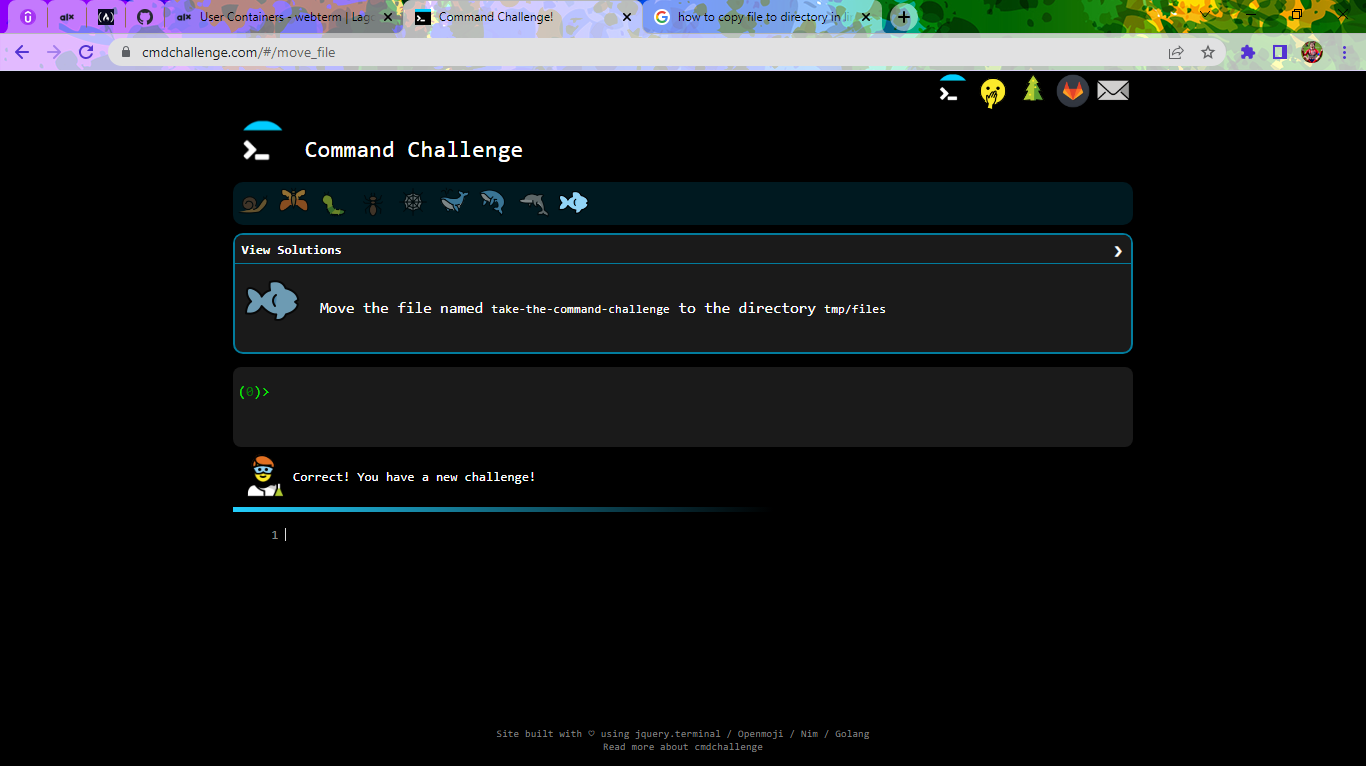 alx
(A)
alx User Containers - webterm | Lag
Command Challenge!
how to copy file to directory in li
cmdchallenge.com/#/move_file
Command Challenge
View Solutions
Move the file named take-the-command-challenge to the directory tmp/files
(0)>
Correct! You have a new challenge!
1
Site built with ♡ using jquery.terminal / Openmoji / Nim / Golang
Read more about cmdchallenge